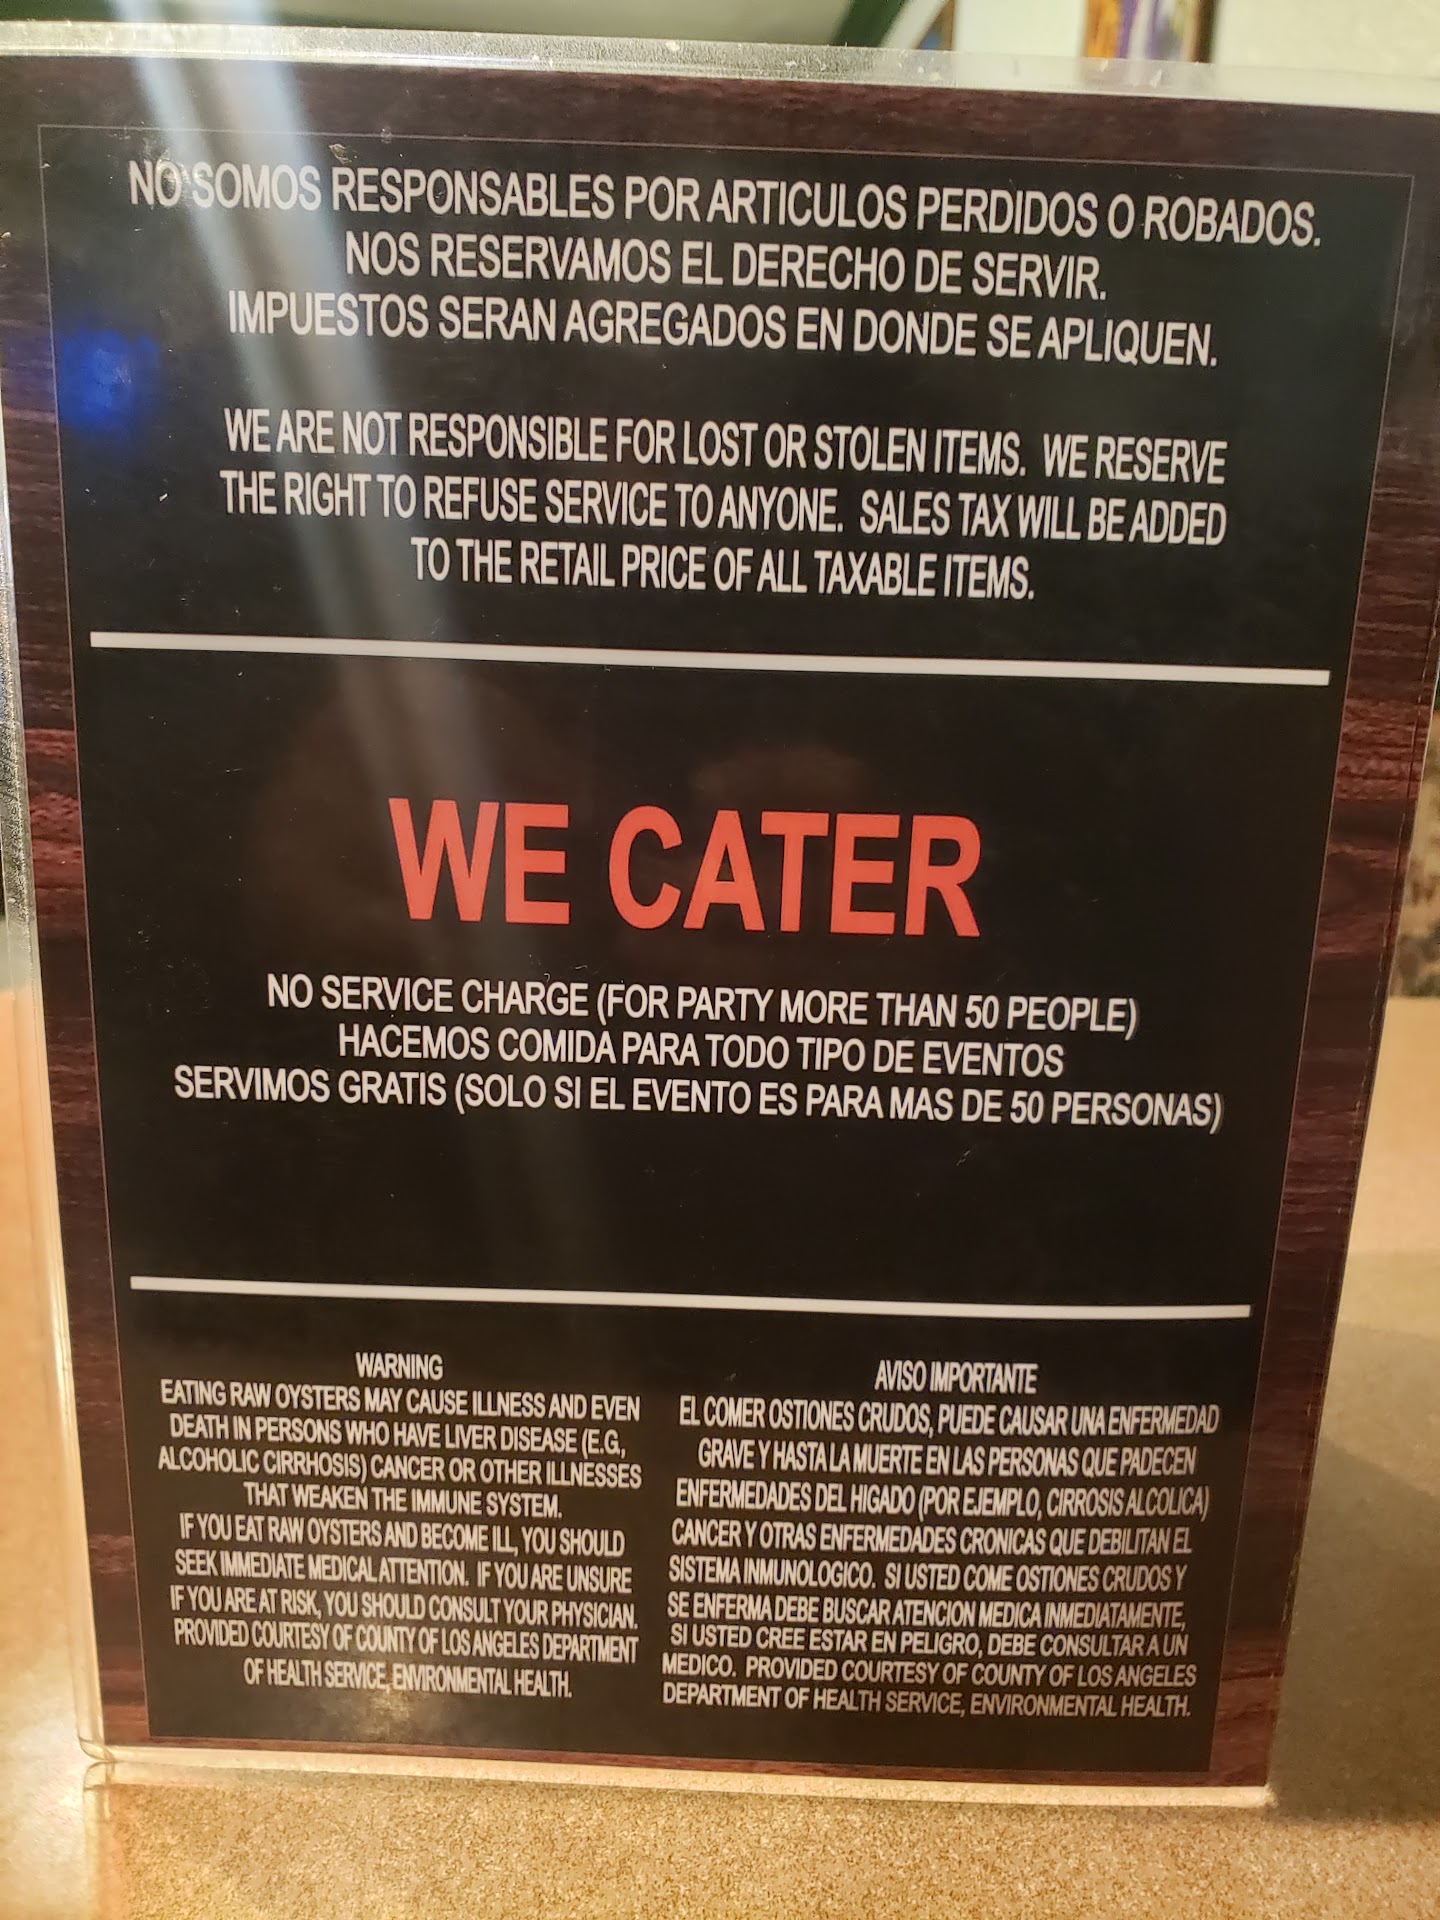 NO SOMOS RESPONSABLES POR ARTICULOS PERDIDOS O ROBADOS.
NOS RESERVAMOS EL DERECHO DE SERVIR.
IMPUESTOS SERAN AGREGADOS EN DONDE SE APLIQUEN.
WE ARE NOT RESPONSIBLE FOR LOST OR STOLEN ITEMS. WE RESERVE
THE RIGHT TO REFUSE SERVICE TO ANYONE. SALES TAX WILL BE ADDED
TO THE RETAIL PRICE OF ALL TAXABLE ITEMS.
WE CATER
NO SERVICE CHARGE (FOR PARTY MORE THAN 50 PEOPLE)
HACEMOS COMIDA PARA TODO TIPO DE EVENTOS
SERVIMOS GRATIS (SOLO SI EL EVENTO ES PARA MAS DE 50 PERSONAS)
WARNING
EATING RAW OYSTERS MAY CAUSE ILLNESS AND EVEN
DEATH IN PERSONS WHO HAVE LIVER DISEASE (E.G.,
ALCOHOLIC CIRRHOSIS) CANCER OR OTHER ILLNESSES
THAT WEAKEN THE IMMUNE SYSTEM.
IF YOU EAT RAW OYSTERS AND BECOME ILL, YOU SHOULD
SEEK IMMEDIATE MEDICAL ATTENTION. IF YOU ARE UNSURE
IF YOU ARE AT RISK, YOU SHOULD CONSULT YOUR PHYSICIAN.
PROVIDED COURTESY OF COUNTY OF LOS ANGELES DEPARTMENT
OF HEALTH SERVICE, ENVIRONMENTAL HEALTH.
AVISO IMPORTANTE
EL COMER OSTIONES CRUDOS, PUEDE CAUSAR UNA ENFERMEDAD
GRAVE Y HASTA LA MUERTE EN LAS PERSONAS QUE PADECEN
ENFERMEDADES DEL HIGADO (POR EJEMPLO, CIRROSIS ALCOLICA)
CANCER Y OTRAS ENFERMEDADES CRONICAS QUE DEBILITAN EL
SISTEMA INMUNOLOGICO. SI USTED COME OSTIONES CRUDOS Y
SE ENFERMA DEBE BUSCAR ATENCION MEDICA INMEDIATAMENTE,
SI USTED CREE ESTAR EN PELIGRO, DEBE CONSULTAR A UN
MEDICO. PROVIDED COURTESY OF COUNTY OF LOS ANGELES
DEPARTMENT OF HEALTH SERVICE, ENVIRONMENTAL HEALTH.